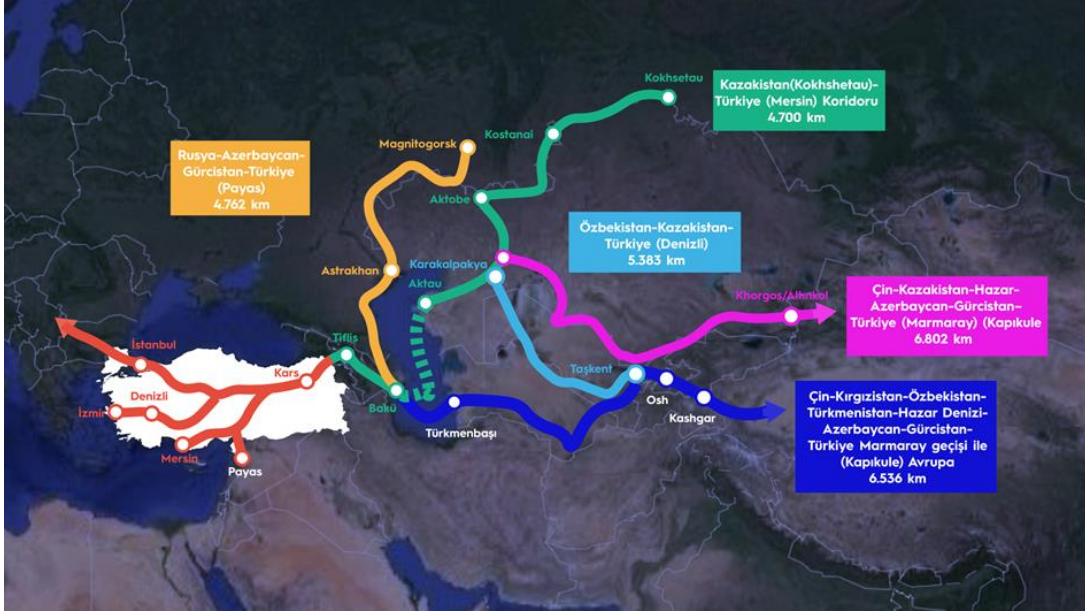 Kokhsetau
Kazakistan(Kokhshetau)-
Türkiye (Mersin) Koridoru
4.700 km
Kostanai
Magnitogorsk
Rusya-Azerbaycan-
Gürcistan-Türkiye
(Payas)
4.762 km
Aktobe
Özbekistan-Kazakistan-
Türkiye (Denizli)
5.383 km
Astrakhan
Karakalpakya
Aktau
Khorgos/Altınkol
Çin-Kazakistan-Hazar-
Azerbaycan-Gürcistan-
Türkiye (Marmaray) (Kapıkule
6.802 km
Tiflis
İstanbul
Kars
Taşkent
Denizli
İzmir
Bakü
Osh
Kashgar
Türkmenbaşı
Mersin
Payas
Çin-Kırgızistan-Özbekistan-
Türkmenistan-Hazar Denizi-
Azerbaycan-Gürcistan-
Türkiye Marmaray geçişi ile
(Kapıkule) Avrupa
6.536 km